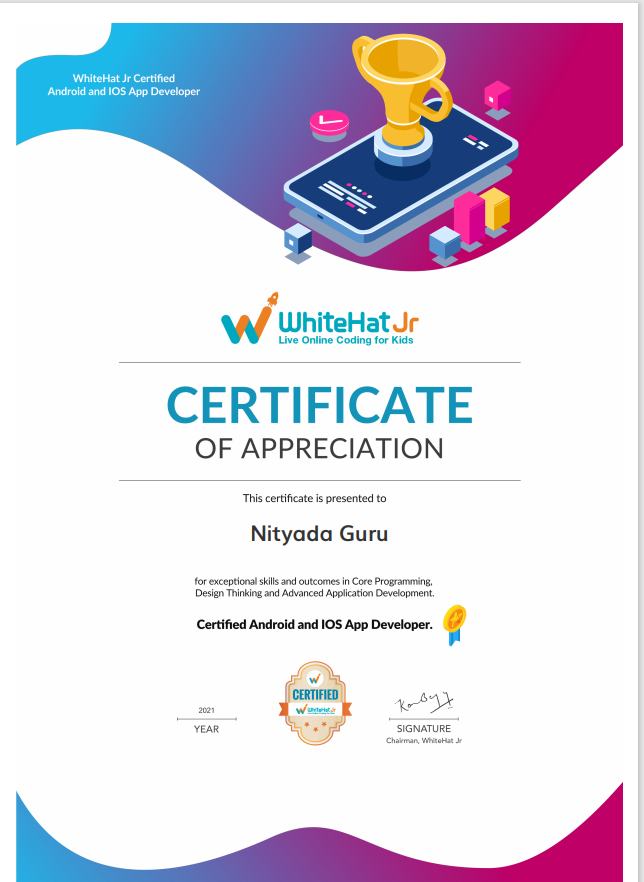 WhiteHat Jr Certified
Android and IOS App Developer
WhiteHat Jr
Live Online Coding for Kids
CERTIFICATE
OF APPRECIATION
This certificate is presented to
Nityada Guru
for exceptional skills and outcomes in Core Programming,
Design Thinking and Advanced Application Development.
Certified Android and IOS App Developer.
CERTIFIED
WhiteHat Jr
2021
YEAR
SIGNATURE
Chairman, WhiteHat Jr